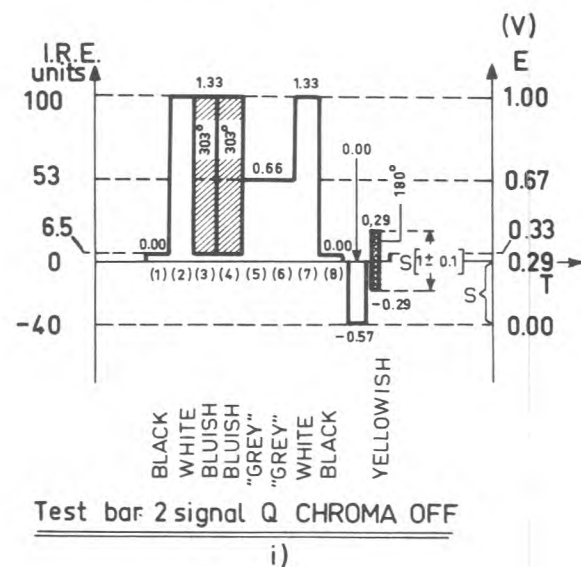 I.R.E. units
(V)
E
1.33 1.33
100 1.00
303° 303°
0.66
0.00
53 0.67
180°
0.29
6.5 0.00 0.00 0.33
0 (1) (2) (3) (4) (5) (6) (7) (8) S[1± 0.1] 0.29
T
S
-0.29
-40 -0.57 0.00
BLACK
WHITE
BLUISH
BLUISH
"GREY"
"GREY"
WHITE
BLACK
YELLOWISH
Test bar 2 signal Q CHROMA OFF
i)